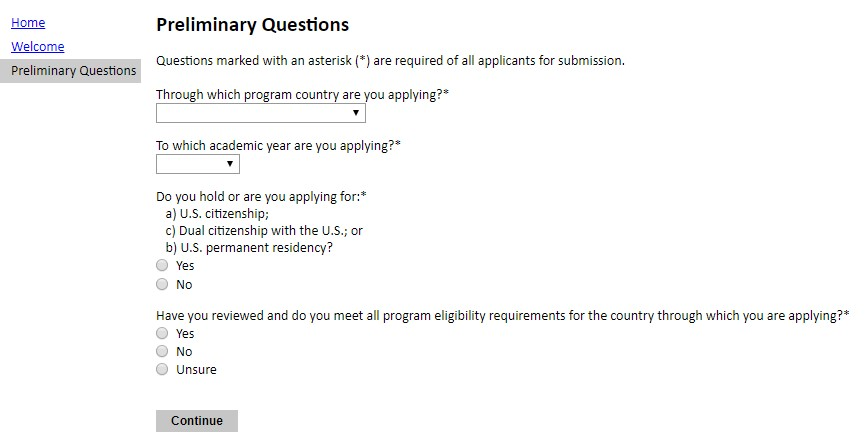 Home
Welcome
Preliminary Questions
Preliminary Questions
Questions marked with an asterisk (*) are required of all applicants for submission.
Through which program country are you applying?*
To which academic year are you applying?*
Do you hold or are you applying for:*
a) U.S. citizenship;
c) Dual citizenship with the U.S.; or
b) U.S. permanent residency?
Yes
No
Have you reviewed and do you meet all program eligibility requirements for the country through which you are applying?*
Yes
No
Unsure
Continue